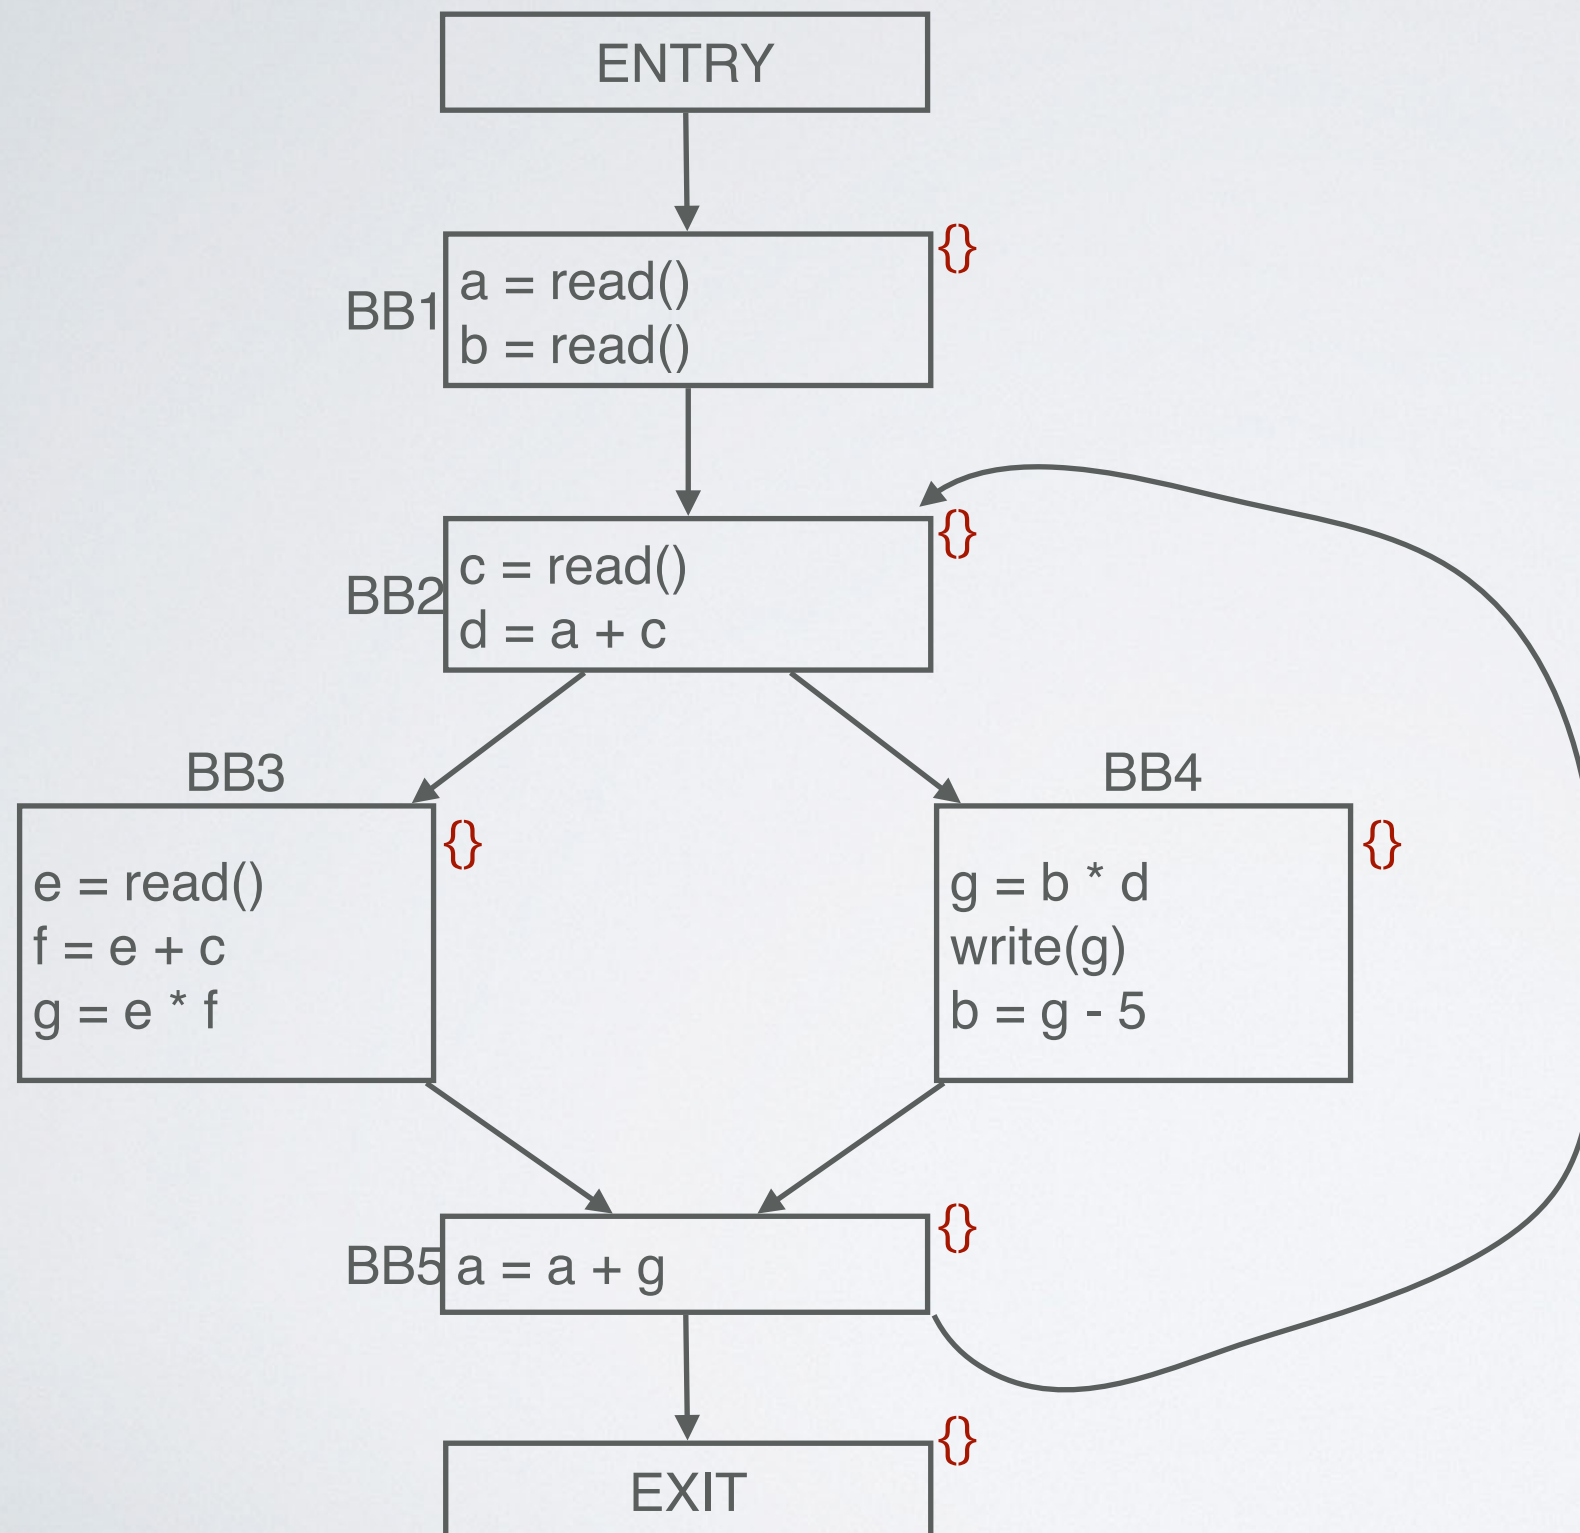 ENTRY
{}
BB1
a = read()
b = read()
{}
BB2
c = read()
d = a + c
BB3
{}
e = read()
f = e + c
g = e * f
BB4
{}
g = b * d
write(g)
b = g - 5
{}
BB5
a = a + g
{}
EXIT